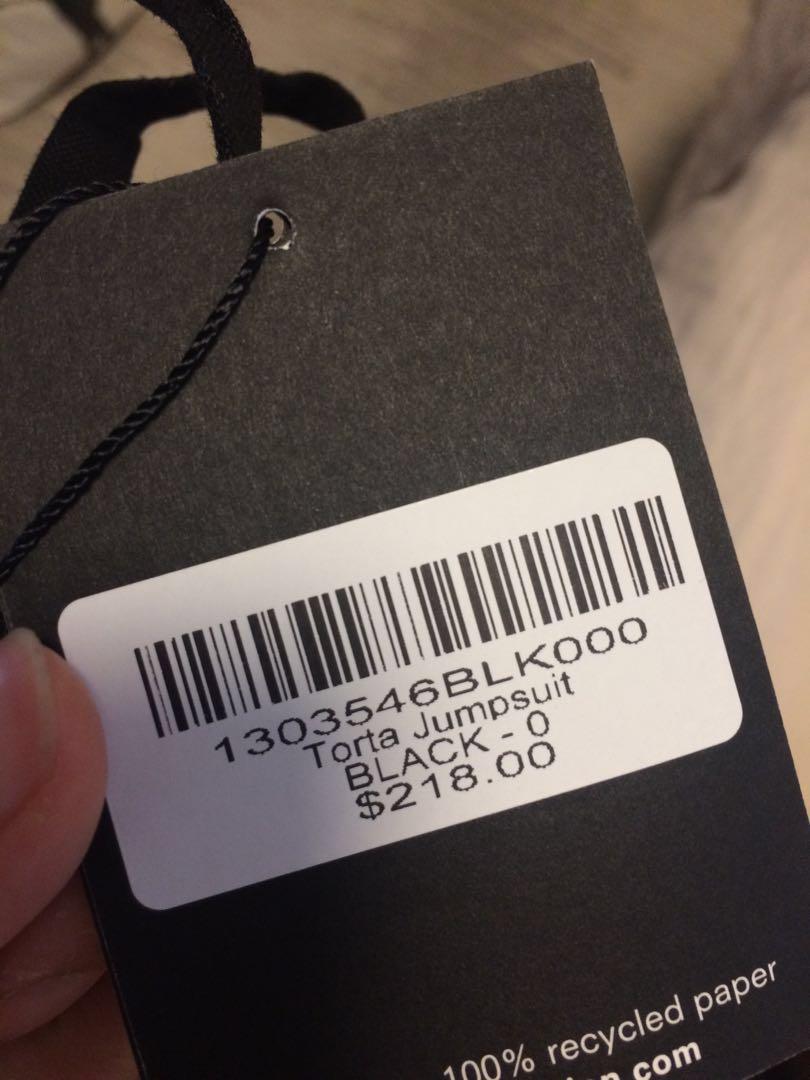 1303546BLK000
Torta Jumpsuit
BLACK - 0
$218.00
100% recycled paper